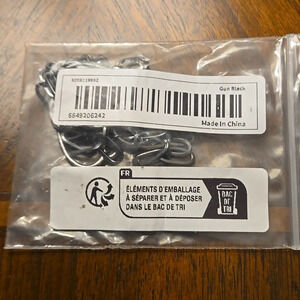 Gun Black
6649206242
Made In China
FR
ÉLÉMENTS D'EMBALLAGE
À SÉPARER ET À DÉPOSER
DANS LE BAC DE TRI
BAC
DE
TRI